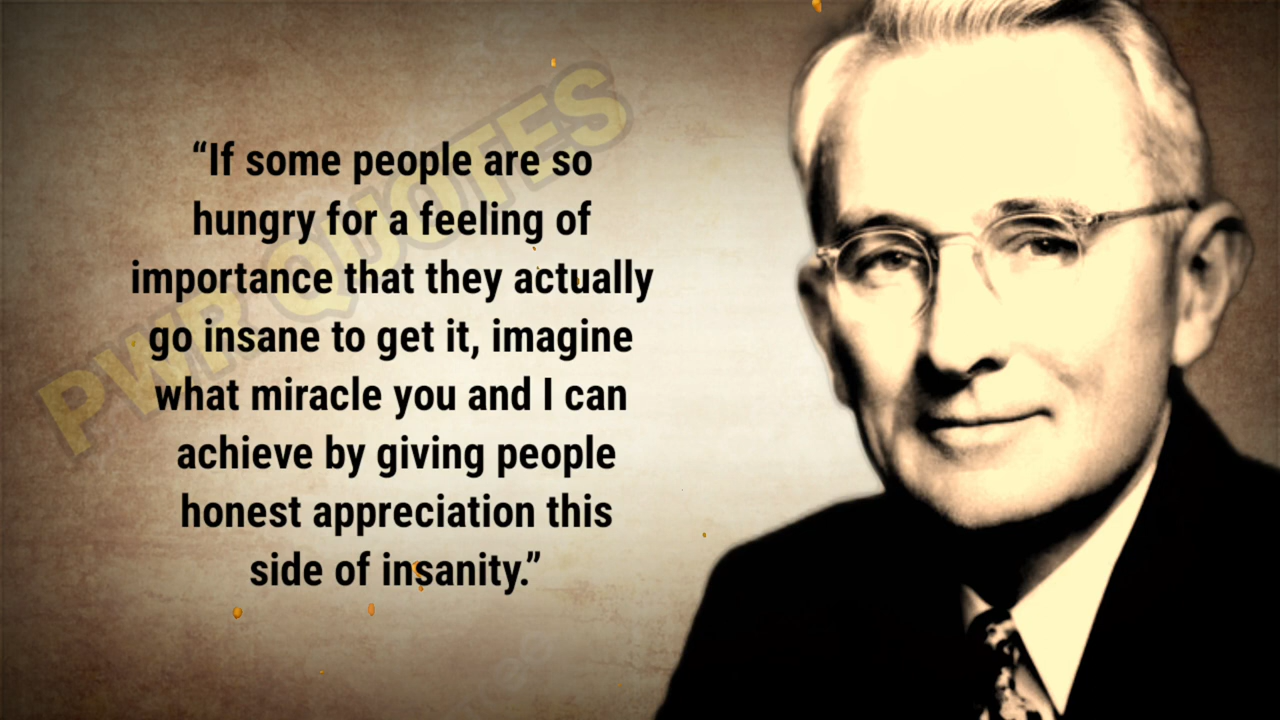 PWR QUOTES
“If some people are so
hungry for a feeling of
importance that they actually
go insane to get it, imagine
what miracle you and I can
achieve by giving people
honest appreciation this
side of insanity.”